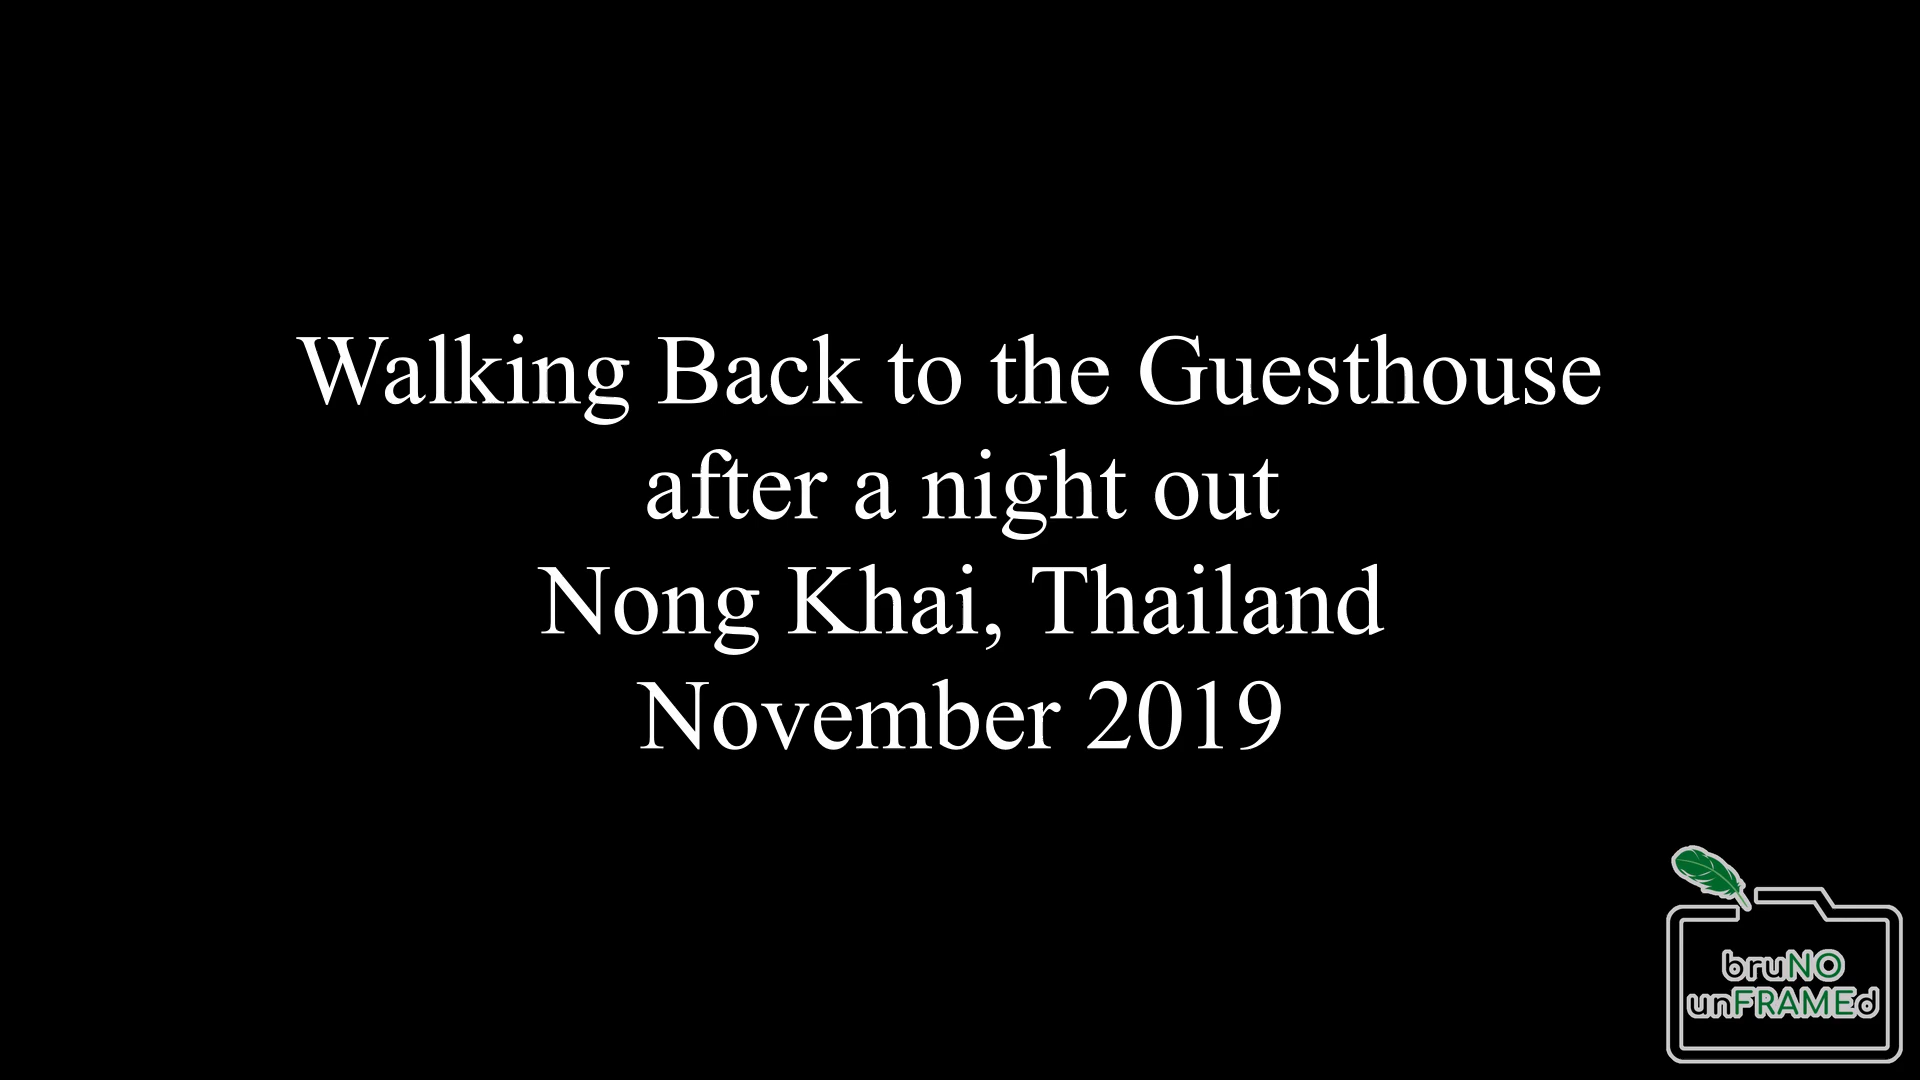 Walking Back to the Guesthouse
after a night out
Nong Khai, Thailand
November 2019
bruNO
unFRAMEd